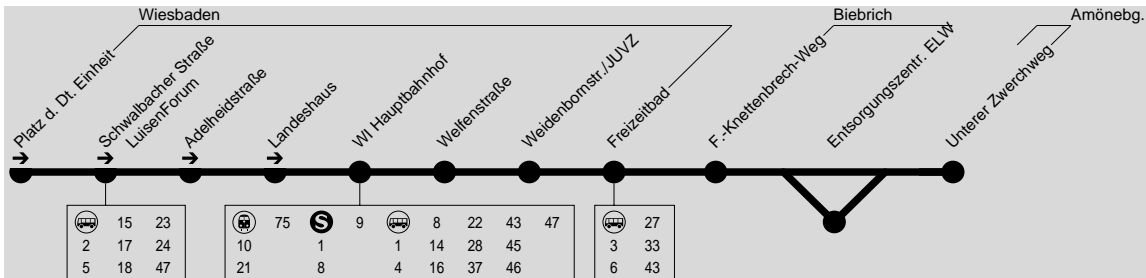 Wiesbaden
Biebrich
Amönebg.
Platz d. Dt. Einheit
Schwalbacher Straße
LuisenForum
Adelheidstraße
Landeshaus
WI Hauptbahnhof
Welfenstraße
Weidenbornstr./JUVZ
Freizeitbad
F.-Knettenbrech-Weg
Entsorgungszentr. ELW
Unterer Zwerchweg
15 23
2 17 24
5 18 47
75 S 9 8 22 43 47
10 1 1 14 28 45
21 8 4 16 37 46
27
3 33
6 43